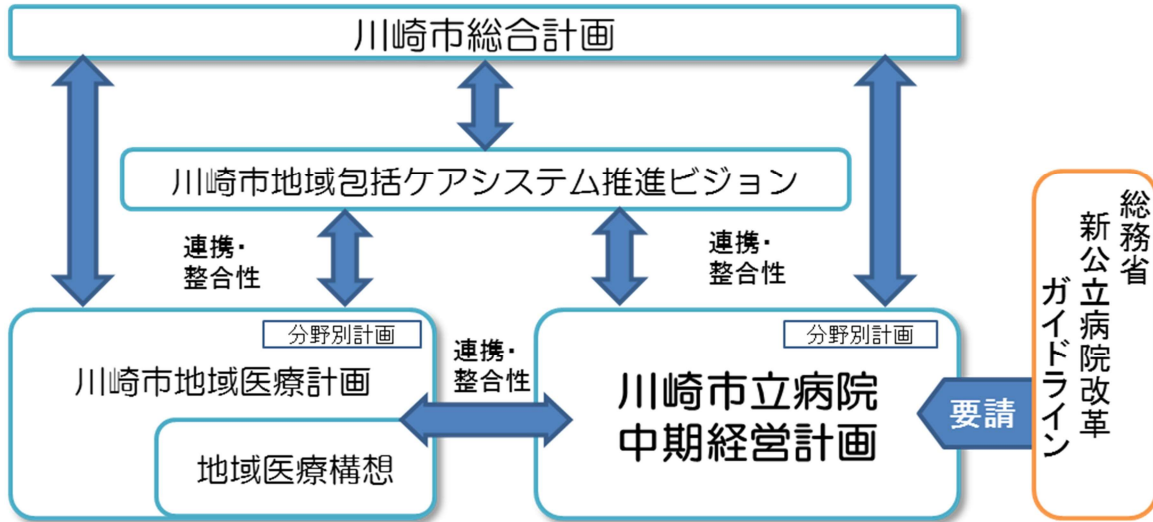 川崎市総合計画
川崎市地域包括ケアシステム推進ビジョン
連携・
整合性
連携・
整合性
分野別計画
川崎市地域医療計画
地域医療構想
連携・
整合性
分野別計画
川崎市立病院
中期経営計画
要請
総務省
新公立病院改革
ガイドライン